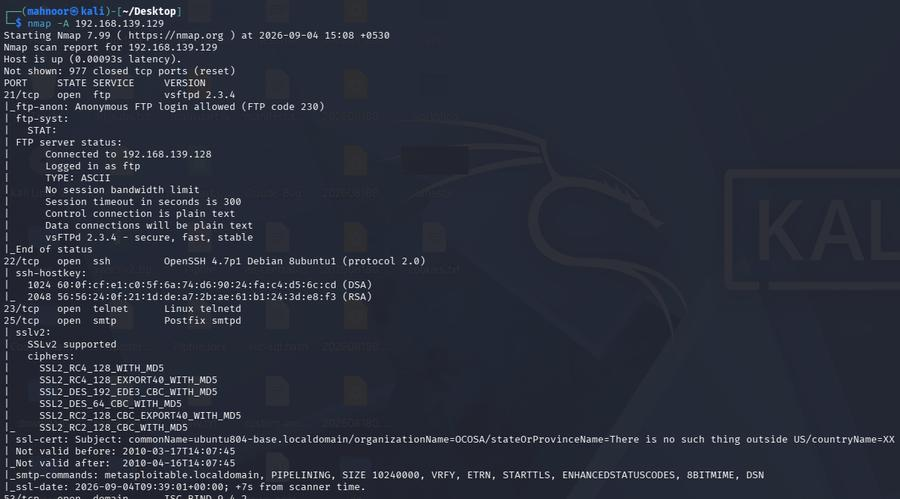 ┌──(mahnoor㉿kali)-[~/Desktop]
└─$ nmap -A 192.168.139.129
Starting Nmap 7.99 ( https://nmap.org ) at 2026-09-04 15:08 +0530
Nmap scan report for 192.168.139.129
Host is up (0.00093s latency).
Not shown: 977 closed tcp ports (reset)
PORT     STATE SERVICE     VERSION
21/tcp   open  ftp         vsftpd 2.3.4
|_ftp-anon: Anonymous FTP login allowed (FTP code 230)
| ftp-syst:
|   STAT:
| FTP server status:
|      Connected to 192.168.139.128
|      Logged in as ftp
|      TYPE: ASCII
|      No session bandwidth limit
|      Session timeout in seconds is 300
|      Control connection is plain text
|      Data connections will be plain text
|      vsFTPd 2.3.4 - secure, fast, stable
|_End of status
22/tcp   open  ssh         OpenSSH 4.7p1 Debian 8ubuntu1 (protocol 2.0)
| ssh-hostkey:
|   1024 60:0f:cf:e1:c0:5f:6a:74:d6:90:24:fa:c4:d5:6c:cd (DSA)
|_  2048 56:56:24:0f:21:1d:de:a7:2b:ae:61:b1:24:3d:e8:f3 (RSA)
23/tcp   open  telnet      Linux telnetd
25/tcp   open  smtp        Postfix smtpd
| sslv2:
|   SSLv2 supported
|   ciphers:
|     SSL2_RC4_128_WITH_MD5
|     SSL2_RC4_128_EXPORT40_WITH_MD5
|     SSL2_DES_192_EDE3_CBC_WITH_MD5
|     SSL2_DES_64_CBC_WITH_MD5
|     SSL2_RC2_128_CBC_EXPORT40_WITH_MD5
|_    SSL2_RC2_128_CBC_WITH_MD5
| ssl-cert: Subject: commonName=ubuntu804-base.localdomain/organizationName=OCOSA/stateOrProvinceName=There is no such thing outside US/countryName=XX
| Not valid before: 2010-03-17T14:07:45
|_Not valid after:  2010-04-16T14:07:45
|_smtp-commands: metasploitable.localdomain, PIPELINING, SIZE 10240000, VRFY, ETRN, STARTTLS, ENHANCEDSTATUSCODES, 8BITMIME, DSN
|_ssl-date: 2026-09-04T09:39:01+00:00; +7s from scanner time.
53/tcp   open  domain      ISC BIND 9.4.2
KAL